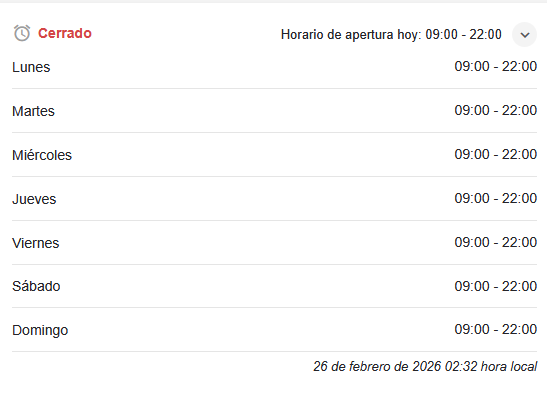 Cerrado Horario de apertura hoy: 09:00 - 22:00
Lunes 09:00 - 22:00
Martes 09:00 - 22:00
Miércoles 09:00 - 22:00
Jueves 09:00 - 22:00
Viernes 09:00 - 22:00
Sábado 09:00 - 22:00
Domingo 09:00 - 22:00
26 de febrero de 2026 02:32 hora local